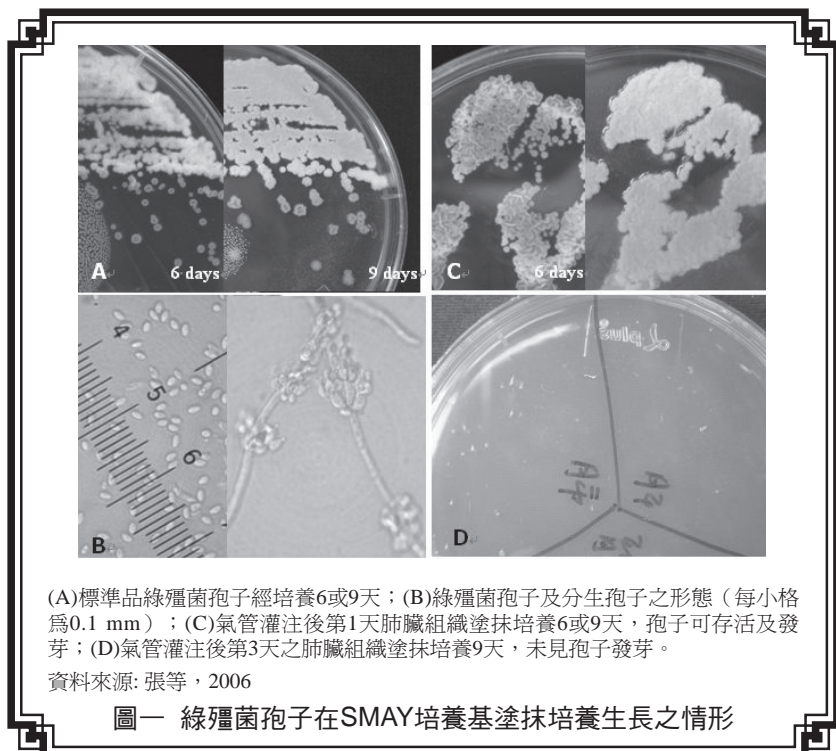 A
6 days
9 days
C
6 days
4
5
6
B
D
(A)標準品綠殭菌孢子經培養6或9天；(B)綠殭菌孢子及分生孢子之形態（每小格
為0.1 mm）；(C)氣管灌注後第1天肺臟組織塗抹培養6或9天，孢子可存活及發
芽；(D)氣管灌注後第3天之肺臟組織塗抹培養9天，未見孢子發芽。
資料來源: 張等，2006
圖一 綠殭菌孢子在SMAY培養基塗抹培養生長之情形